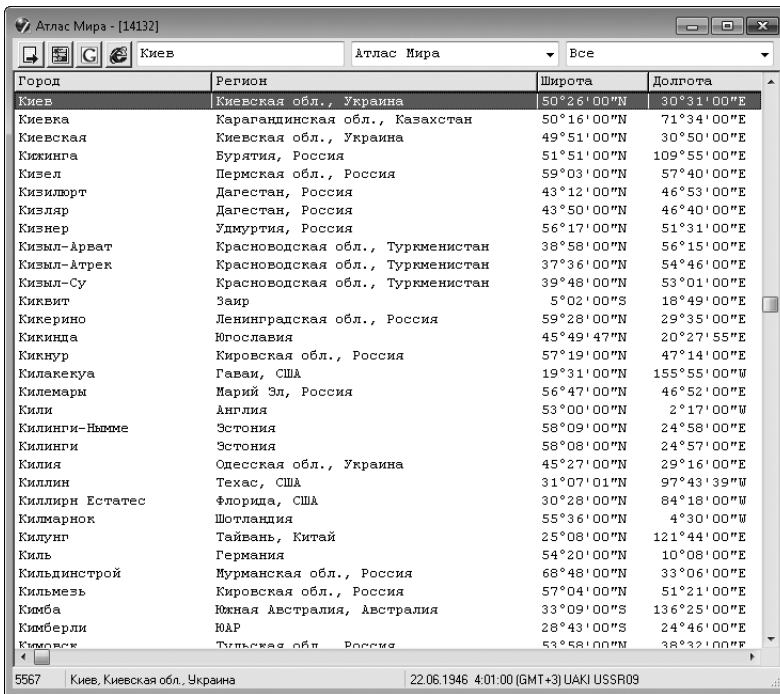 Атлас Мира - [14132]
G Киев Атлас Мира Все
Город Регион Широта Долгота
Киев Киевская обл., Украина 50°26'00"N 30°31'00"E
Киевка Карагандинская обл., Казахстан 50°16'00"N 71°34'00"E
Киевская Киевская обл., Украина 49°51'00"N 30°50'00"E
Кижинга Бурятия, Россия 51°51'00"N 109°55'00"E
Кизел Пермская обл., Россия 59°03'00"N 57°40'00"E
Кизилюрт Дагестан, Россия 43°12'00"N 46°53'00"E
Кизляр Дагестан, Россия 43°50'00"N 46°40'00"E
Кизнер Удмуртия, Россия 56°17'00"N 51°31'00"E
Кизыл-Арват Красноводская обл., Туркменистан 38°58'00"N 56°15'00"E
Кизыл-Атрек Красноводская обл., Туркменистан 37°36'00"N 54°46'00"E
Кизыл-Су Красноводская обл., Туркменистан 39°48'00"N 53°01'00"E
Киквит Заир 5°02'00"S 18°49'00"E
Кикерино Ленинградская обл., Россия 59°28'00"N 29°35'00"E
Кикинда Югославия 45°49'47"N 20°27'55"E
Кикнур Кировская обл., Россия 57°19'00"N 47°14'00"E
Килакекуа Гаваи, США 19°31'00"N 155°55'00"W
Килемары Марий Эл, Россия 56°47'00"N 46°52'00"E
Кили Англия 53°00'00"N 2°17'00"W
Килинги-Нымме Эстония 58°09'00"N 24°58'00"E
Килинги Эстония 58°08'00"N 24°57'00"E
Килия Одесская обл., Украина 45°27'00"N 29°16'00"E
Киллин Техас, США 31°07'01"N 97°43'39"W
Киллирн Естатес Флорида, США 30°28'00"N 84°18'00"W
Килмарнок Шотландия 55°36'00"N 4°30'00"W
Килунг Тайвань, Китай 25°08'00"N 121°44'00"E
Киль Германия 54°20'00"N 10°08'00"E
Кильдинстрой Мурманская обл., Россия 68°48'00"N 33°06'00"E
Кильмезь Кировская обл., Россия 57°04'00"N 51°21'00"E
Кимба Южная Австралия, Австралия 33°09'00"S 136°25'00"E
Кимберли ЮАР 28°43'00"S 24°46'00"E
Кимовск Тульская обл., Россия 53°58'00"N 38°32'00"E
5567 Киев, Киевская обл., Украина 22.06.1946 4:01:00 (GMT+3) UAKI USSR09